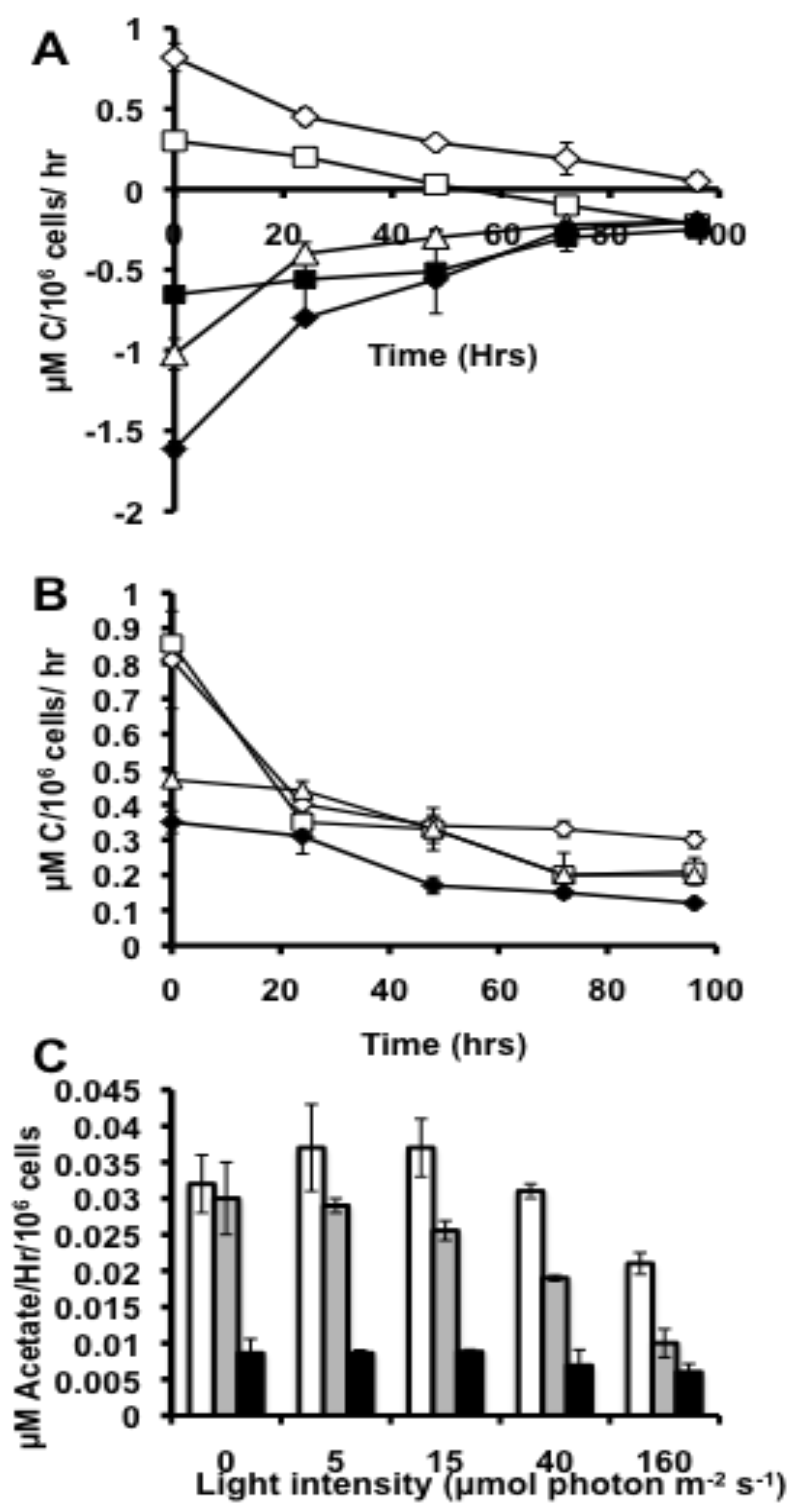 A
1
0.5
0
-0.5
-1
-1.5
-2
µM C/10⁶ cells/ hr
0 20 40 60 80 100
Time (Hrs)
B
1
0.9
0.8
0.7
0.6
0.5
0.4
0.3
0.2
0.1
0
µM C/10⁶ cells/ hr
0 20 40 60 80 100
Time (hrs)
C
0.045
0.04
0.035
0.03
0.025
0.02
0.015
0.01
0.005
0
µM Acetate/Hr/10⁶ cells
0 5 15 40 160
Light intensity (µmol photon m⁻² s⁻¹)